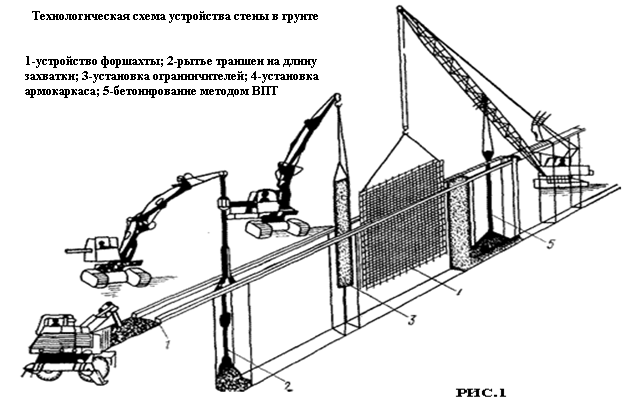 Технологическая схема устройства стены в грунте
1-устройство форшахты; 2-рытье траншеи на длину
захватки; 3-установка ограничителей; 4-установка
армокаркаса; 5-бетонирование методом ВПТ
5
1
3
1
2
РИС.1